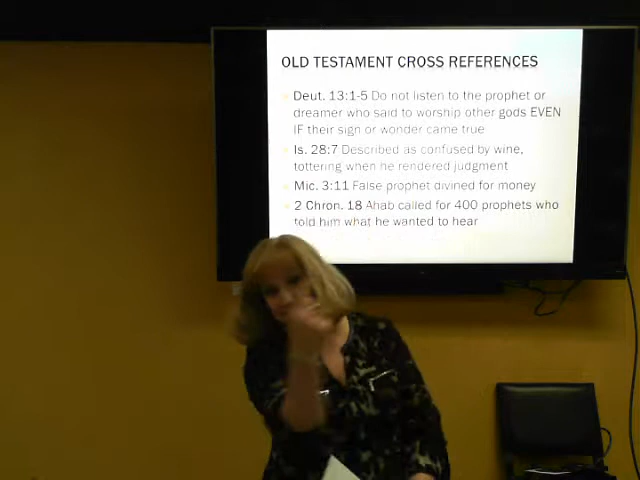 OLD TESTAMENT CROSS REFERENCES
Deut. 13:1-5 Do not listen to the prophet or
dreamer who said to worship other gods EVEN
IF their sign or wonder came true
Is. 28:7 Described as confused by wine,
tottering when he rendered judgment
Mic. 3:11 False prophet divined for money
2 Chron. 18 Ahab called for 400 prophets who
told him what he wanted to hear